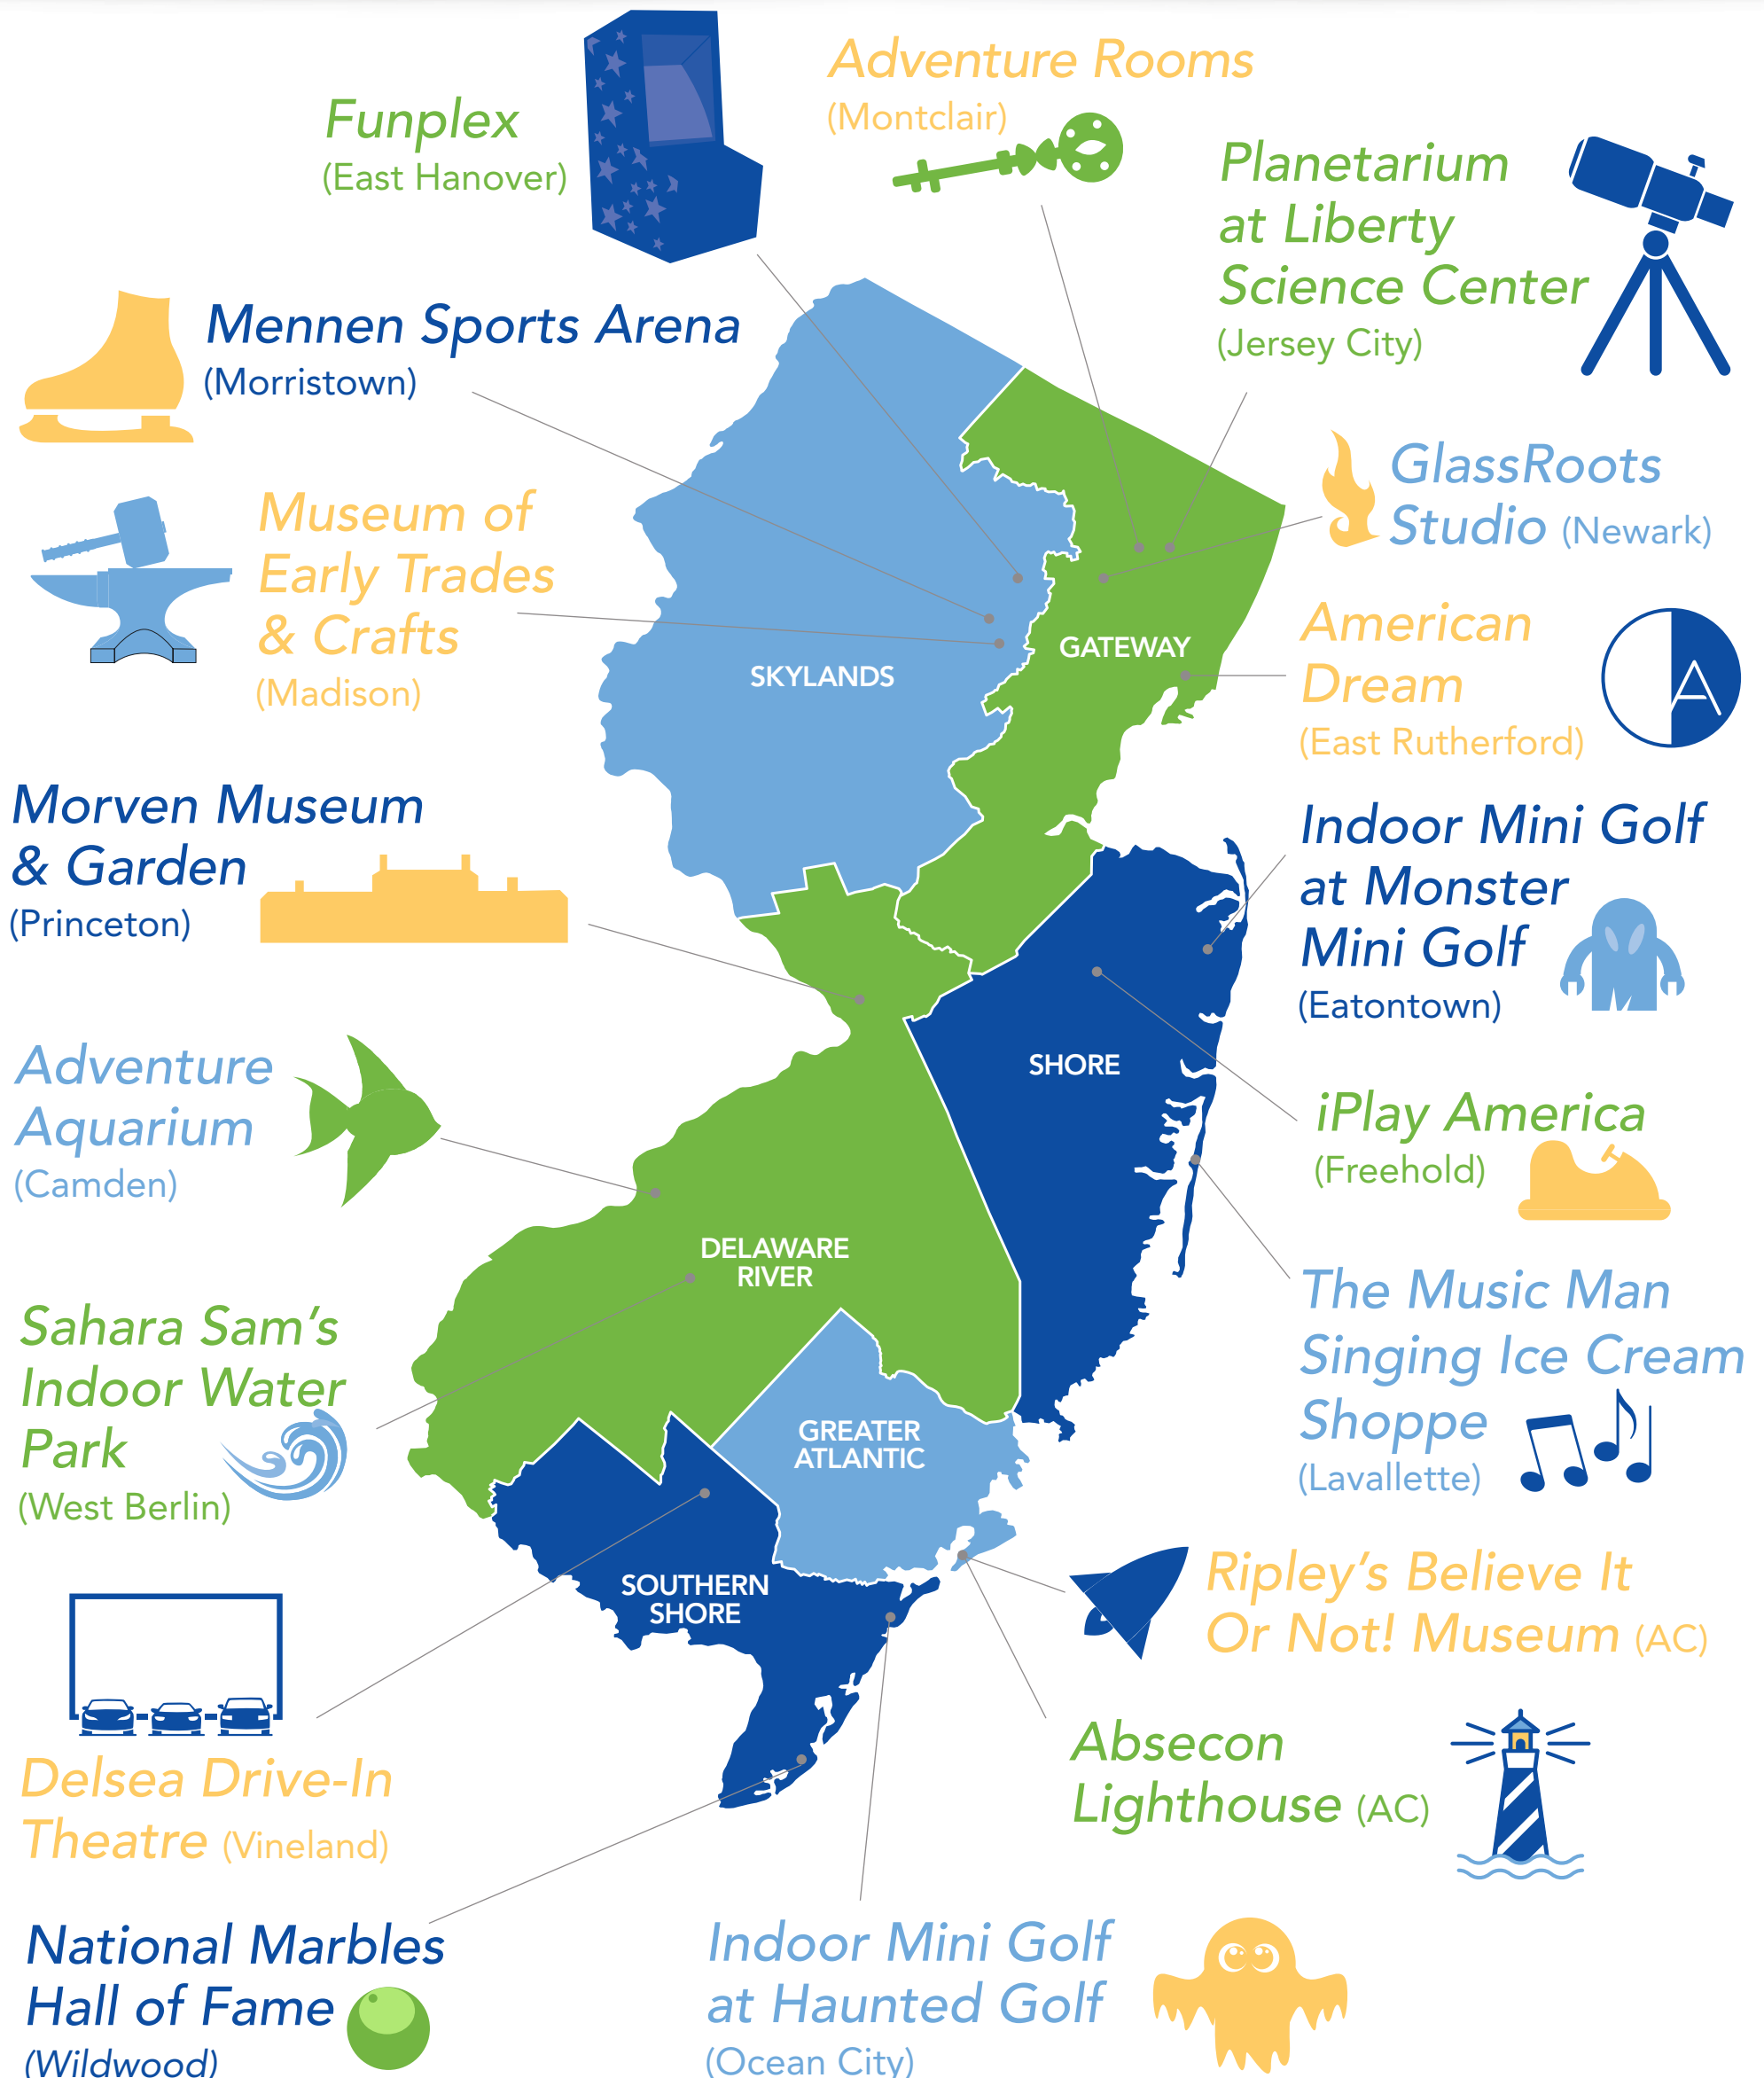 Funplex
(East Hanover)
Adventure Rooms
(Montclair)
Planetarium
at Liberty
Science Center
(Jersey City)
Mennen Sports Arena
(Morristown)
GlassRoots
Studio (Newark)
Museum of
Early Trades
& Crafts
(Madison)
American
Dream
(East Rutherford)
A
GATEWAY
SKYLANDS
Morven Museum
& Garden
(Princeton)
Indoor Mini Golf
at Monster
Mini Golf
(Eatontown)
Adventure
Aquarium
(Camden)
SHORE
iPlay America
(Freehold)
DELAWARE
RIVER
Sahara Sam's
Indoor Water
Park
(West Berlin)
The Music Man
Singing Ice Cream
Shoppe
(Lavallette)
GREATER
ATLANTIC
SOUTHERN
SHORE
Ripley's Believe It
Or Not! Museum (AC)
Delsea Drive-In
Theatre (Vineland)
Absecon
Lighthouse (AC)
National Marbles
Hall of Fame
(Wildwood)
Indoor Mini Golf
at Haunted Golf
(Ocean City)